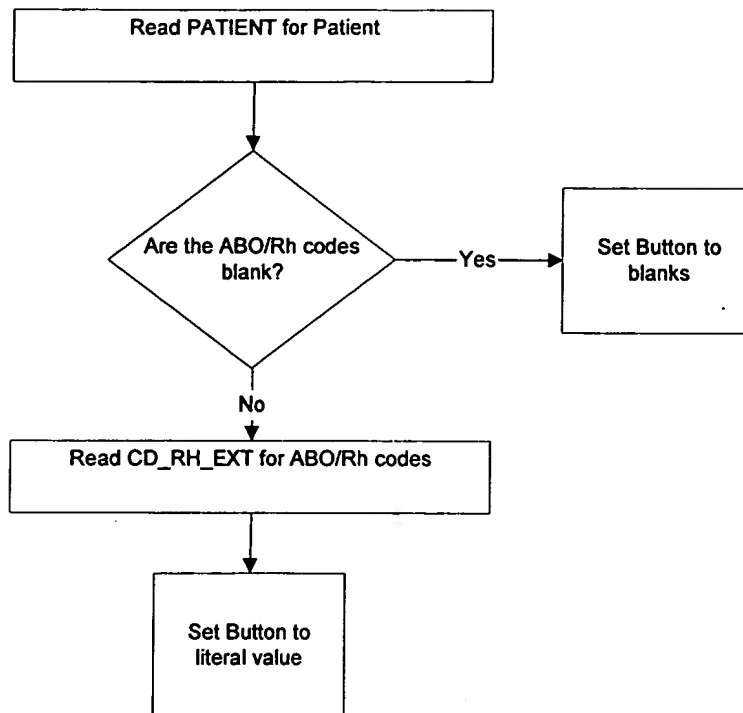 Read PATIENT for Patient
Are the ABO/Rh codes
blank?
Yes
Set Button to
blanks
No
Read CD_RH_EXT for ABO/Rh codes
Set Button to
literal value